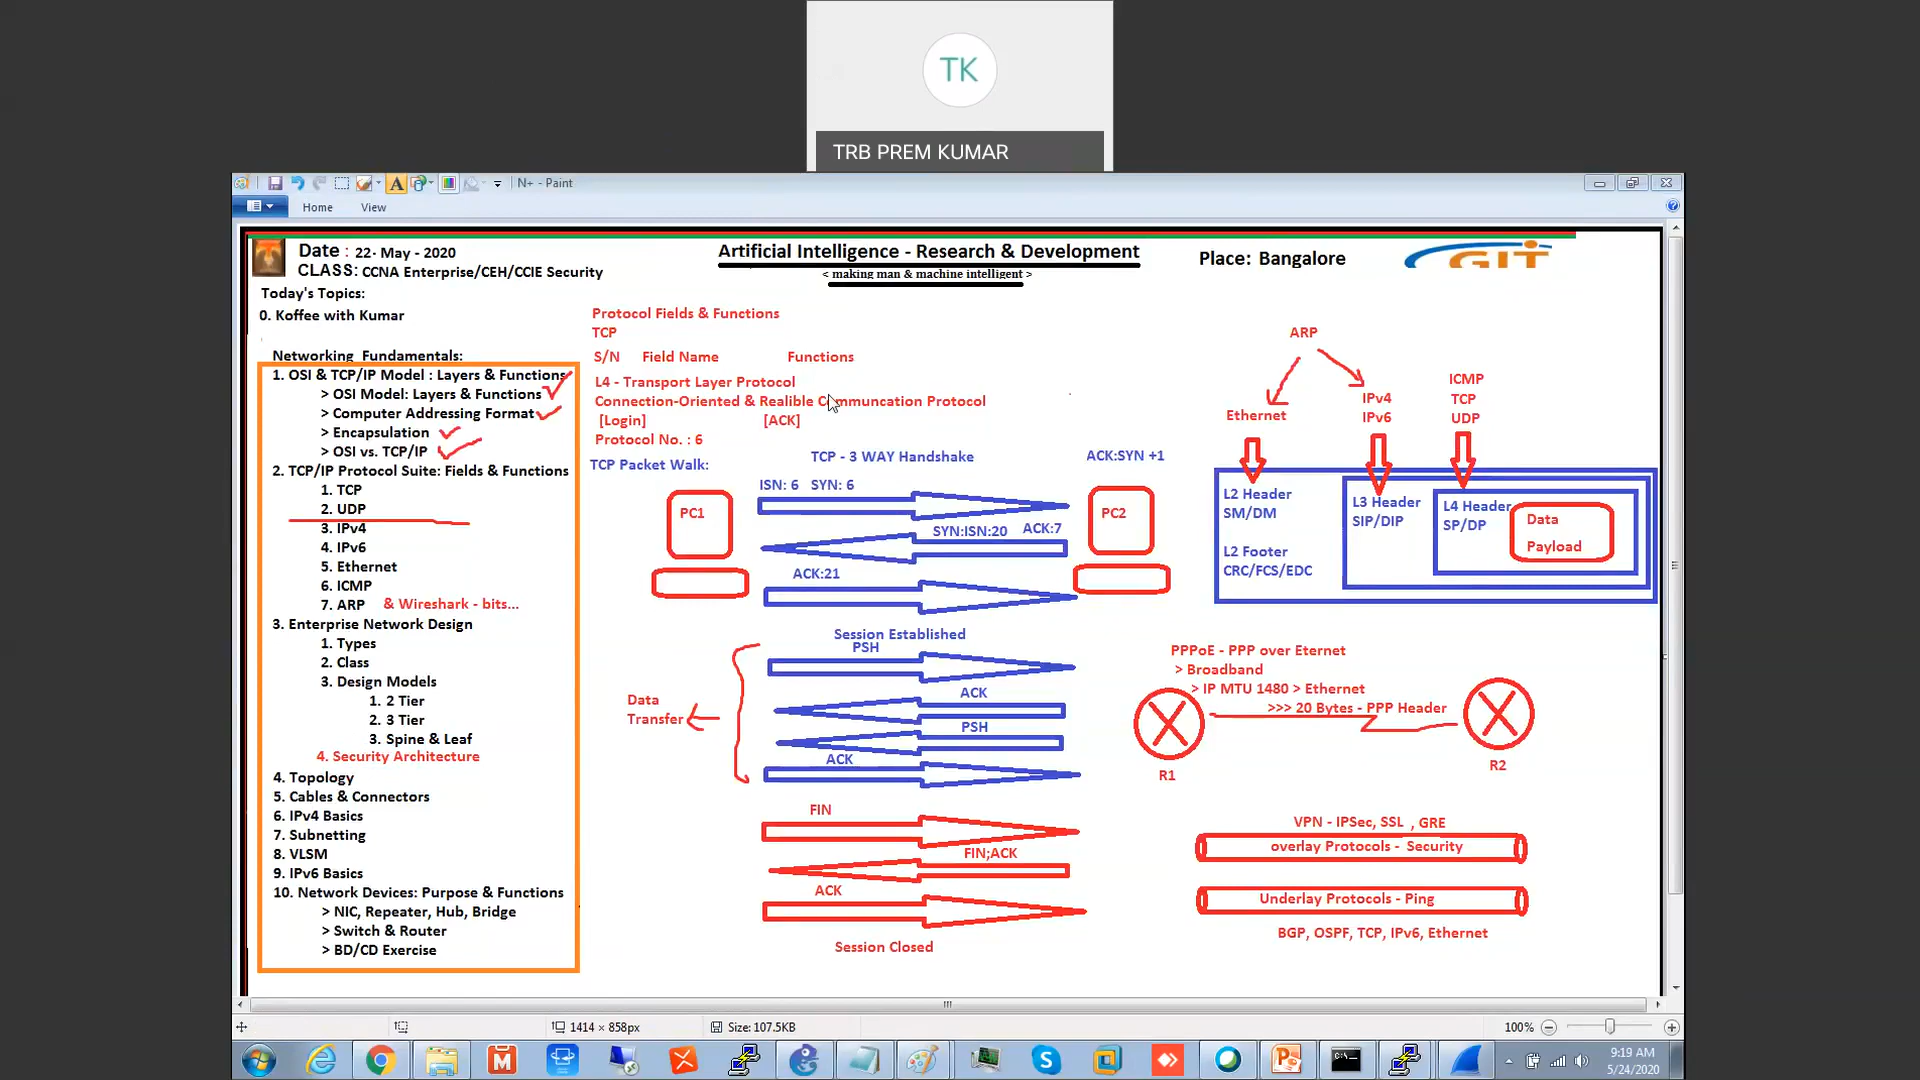 TK
TRB PREM KUMAR
N+ - Paint
Home View
Date : 22- May - 2020
CLASS: CCNA Enterprise/CEH/CCIE Security
Artificial Intelligence - Research & Development
< making man & machine intelligent >
Place: Bangalore
GIT
Today's Topics:
0. Koffee with Kumar
Networking Fundamentals:
1. OSI & TCP/IP Model : Layers & Functions
> OSI Model: Layers & Functions
> Computer Addressing Format
> Encapsulation
> OSI vs. TCP/IP
2. TCP/IP Protocol Suite: Fields & Functions
1. TCP
2. UDP
3. IPv4
4. IPv6
5. Ethernet
6. ICMP
7. ARP & Wireshark - bits...
3. Enterprise Network Design
1. Types
2. Class
3. Design Models
1. 2 Tier
2. 3 Tier
3. Spine & Leaf
4. Security Architecture
4. Topology
5. Cables & Connectors
6. IPv4 Basics
7. Subnetting
8. VLSM
9. IPv6 Basics
10. Network Devices: Purpose & Functions
> NIC, Repeater, Hub, Bridge
> Switch & Router
> BD/CD Exercise
Protocol Fields & Functions
TCP
S/N Field Name Functions
L4 - Transport Layer Protocol
Connection-Oriented & Realible Communcation Protocol
[Login] [ACK]
Protocol No. : 6
TCP Packet Walk:
TCP - 3 WAY Handshake
ACK:SYN +1
ISN: 6 SYN: 6
PC1
PC2
SYN:ISN:20 ACK:7
ACK:21
Session Established
PSH
ACK
PSH
ACK
Data
Transfer
FIN
FIN;ACK
ACK
Session Closed
ARP
Ethernet
IPv4
IPv6
ICMP
TCP
UDP
L2 Header
SM/DM
L2 Footer
CRC/FCS/EDC
L3 Header
SIP/DIP
L4 Header
SP/DP
Data
Payload
PPPoE - PPP over Eternet
> Broadband
> IP MTU 1480 > Ethernet
>>> 20 Bytes - PPP Header
R1
R2
VPN - IPSec, SSL , GRE
overlay Protocols - Security
Underlay Protocols - Ping
BGP, OSPF, TCP, IPv6, Ethernet
1414 × 858px
Size: 107.5KB
100%
9:19 AM
5/24/2020